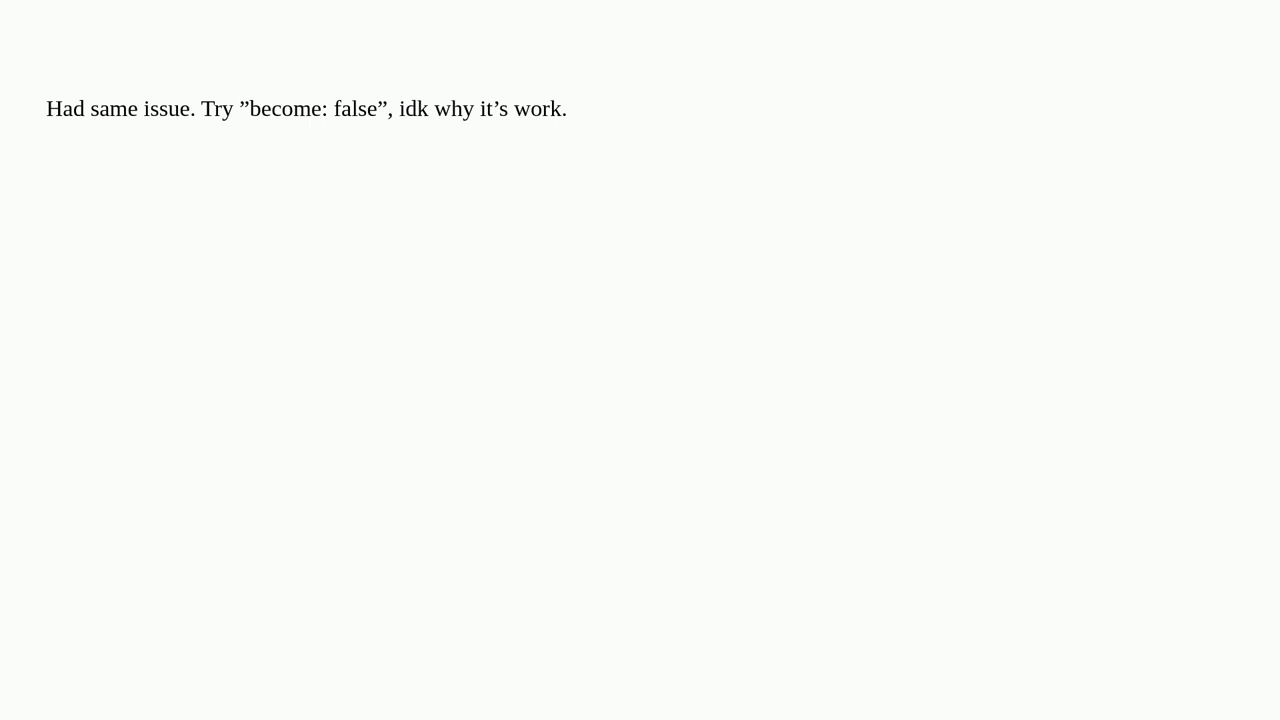 Had same issue. Try ”become: false”, idk why it’s work.